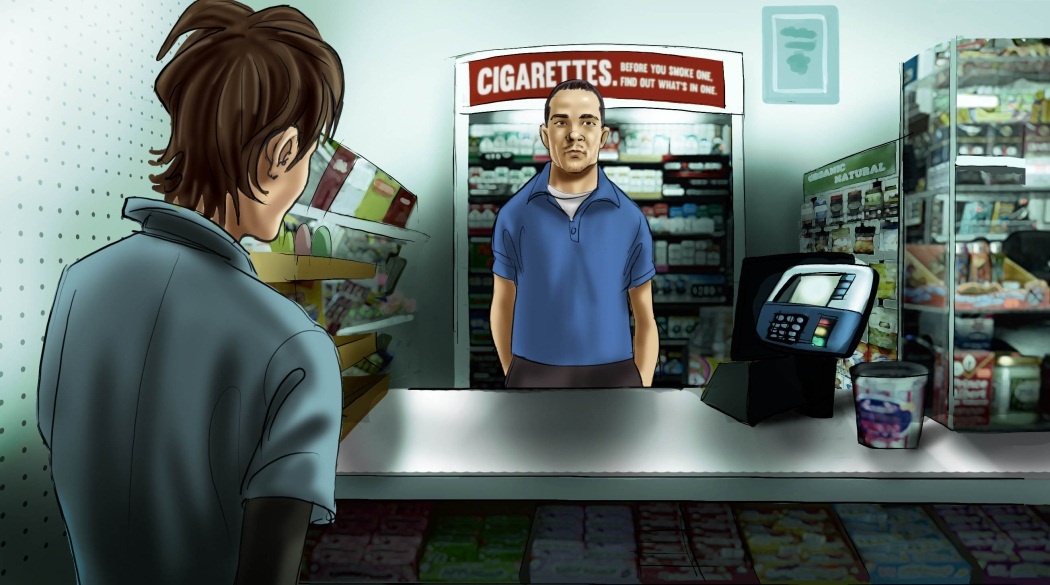 CIGARETTES.
BEFORE YOU SMOKE ONE,
FIND OUT WHAT'S IN ONE.
ORGANIC
NATURAL